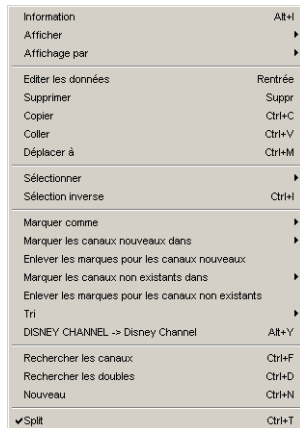 Information Alt+I
Afficher
Affichage par
Editer les données Rentrée
Supprimer Suppr
Copier Ctrl+C
Coller Ctrl+V
Déplacer à Ctrl+M
Sélectionner
Sélection inverse Ctrl+I
Marquer comme
Marquer les canaux nouveaux dans
Enlever les marques pour les canaux nouveaux
Marquer les canaux non existants dans
Enlever les marques pour les canaux non existants
Tri
DISNEY CHANNEL -> Disney Channel Alt+Y
Rechercher les canaux Ctrl+F
Rechercher les doubles Ctrl+D
Nouveau Ctrl+N
Split Ctrl+T